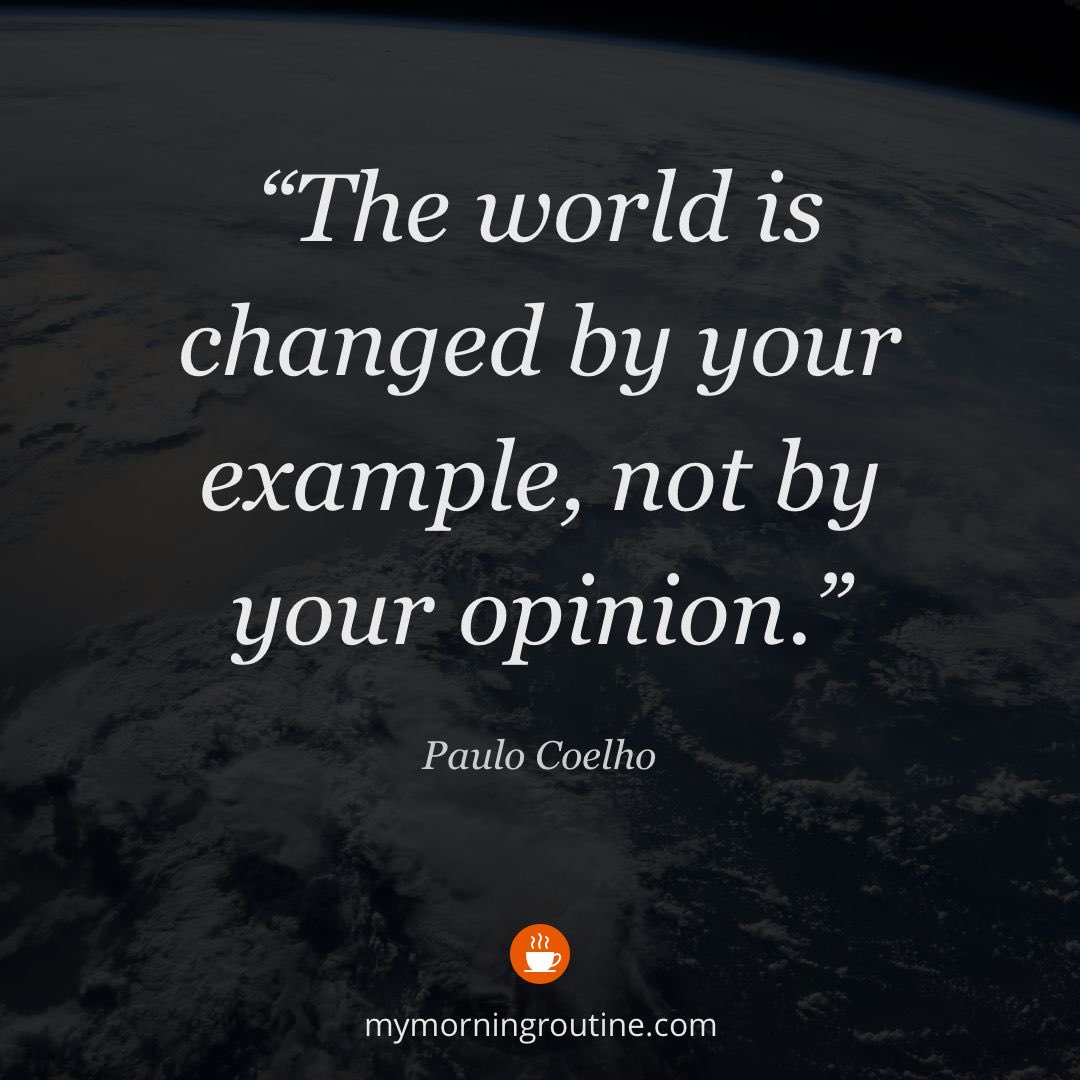 “The world is
changed by your
example, not by
your opinion.”
Paulo Coelho
mymorningroutine.com